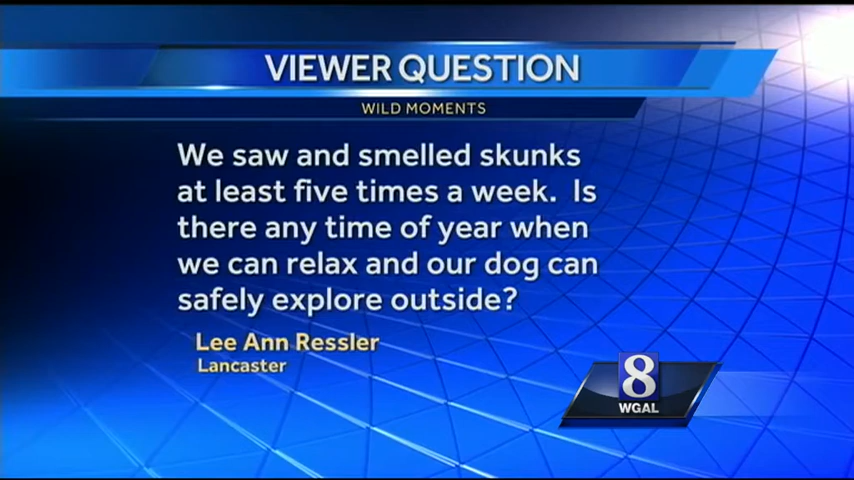 VIEWER QUESTION
WILD MOMENTS
We saw and smelled skunks
at least five times a week. Is
there any time of year when
we can relax and our dog can
safely explore outside?
Lee Ann Ressler
Lancaster
8
WGAL